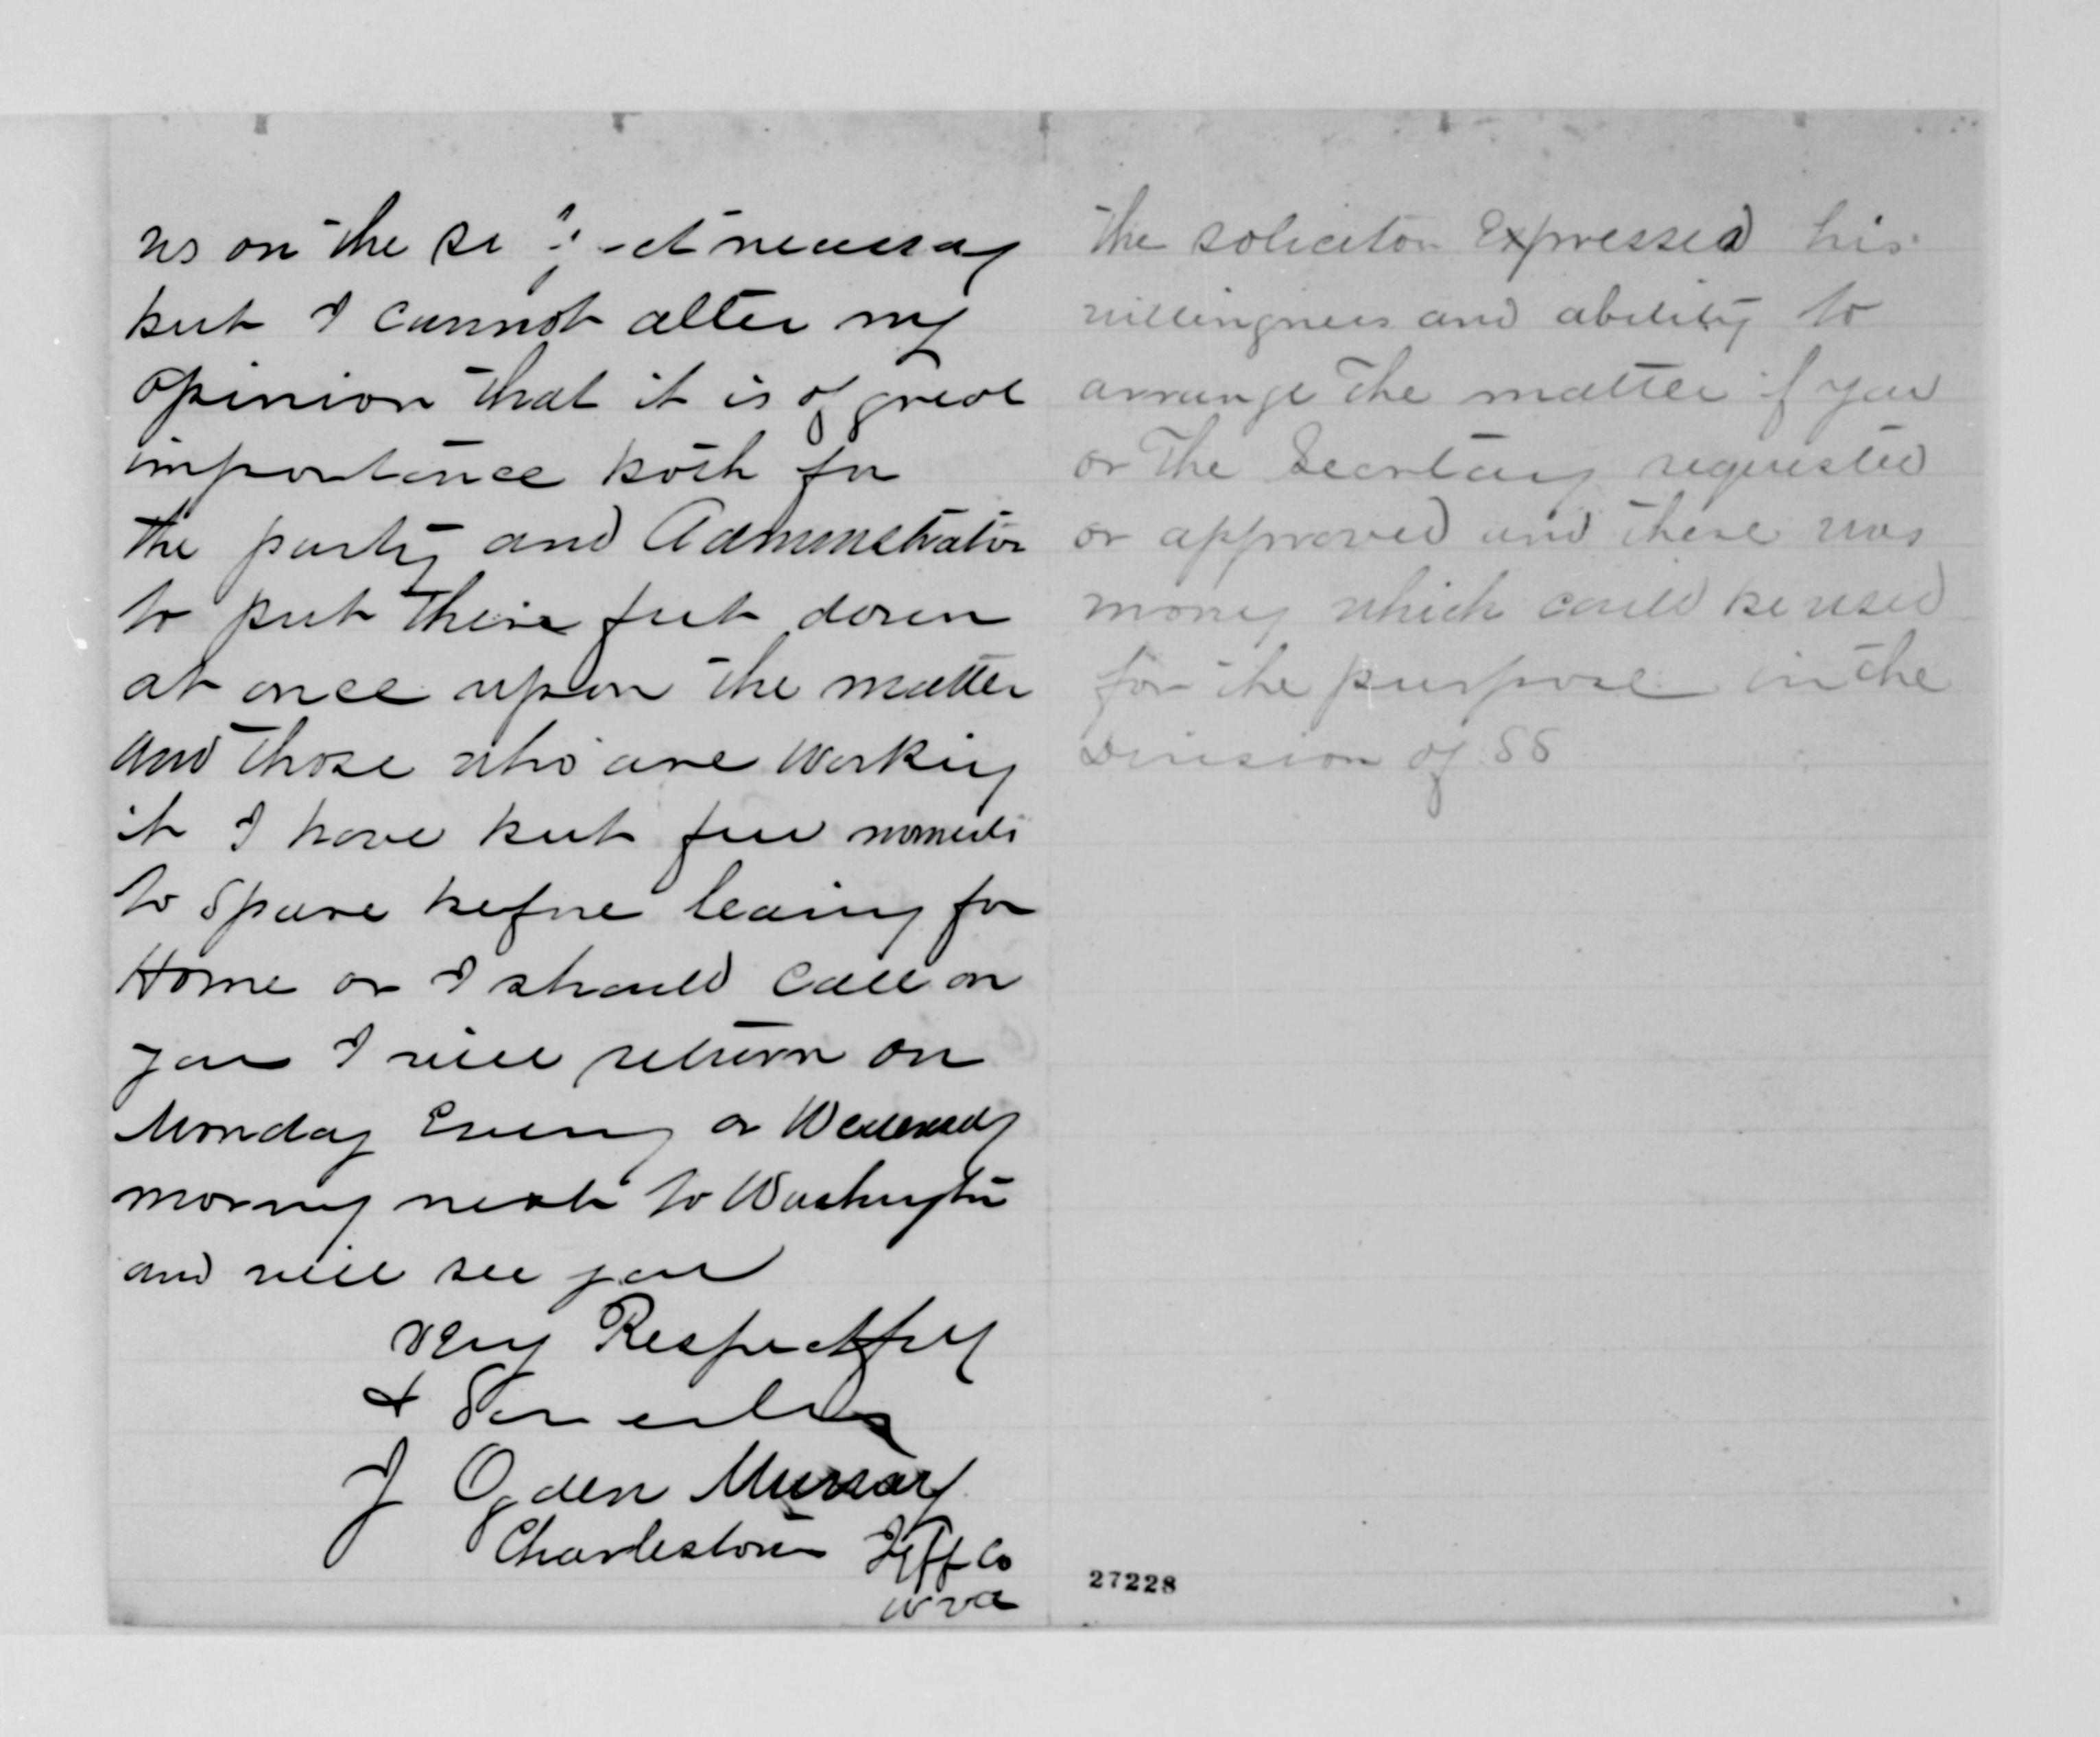 us on the subject necessary
but I cannot alter my
opinion that it is of great
importance both for
the party and Adminstration
to put their feet down
at once upon the matter
and those who are working
it I have but few moments
to spare before leaving for
Home or I should call on
you I will return on
Monday Evening or Wednesday
morning next to Washington
and will see you
very Respectfully
& Sincerely
J Ogden Murray
Charlestown Jeff Co
W Va
The solicitor Expressed his
willingness and ability to
arrange the matter if you
or The Secretary requested
or approved and there was
money which could be used
for the purpose in the
Division of SS
27228